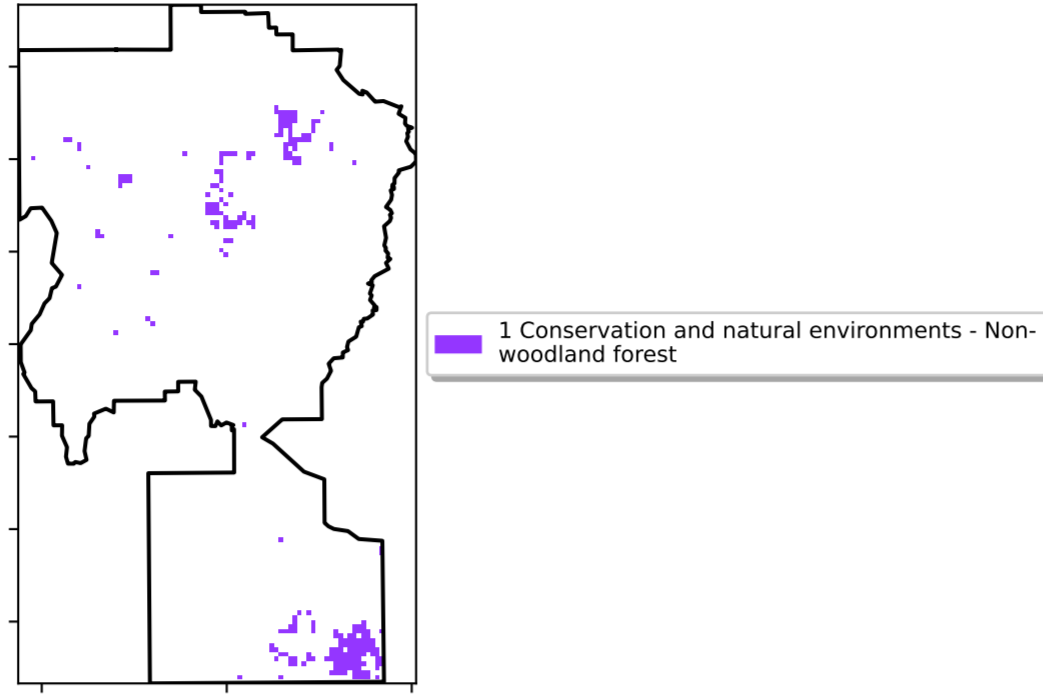 1 Conservation and natural environments - Non-
woodland forest